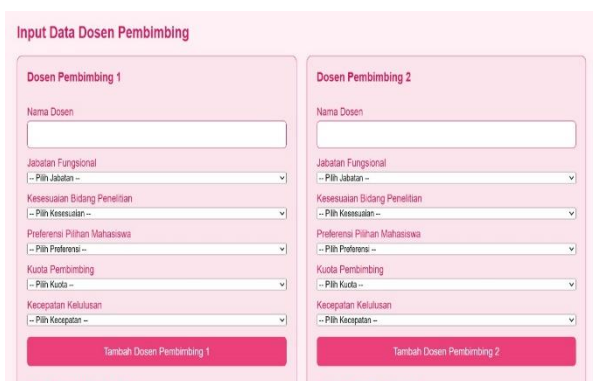 Input Data Dosen Pembimbing
Dosen Pembimbing 1
Nama Dosen
Jabatan Fungsional
-- Pilih Jabatan --
Kesesuaian Bidang Penelitian
-- Pilih Kesesuaian --
Preferensi Pilihan Mahasiswa
-- Pilih Preferensi --
Kuota Pembimbing
-- Pilih Kuota --
Kecepatan Kelulusan
-- Pilih Kecepatan --
Tambah Dosen Pembimbing 1
Dosen Pembimbing 2
Nama Dosen
Jabatan Fungsional
-- Pilih Jabatan --
Kesesuaian Bidang Penelitian
-- Pilih Kesesuaian --
Preferensi Pilihan Mahasiswa
-- Pilih Preferensi --
Kuota Pembimbing
-- Pilih Kuota --
Kecepatan Kelulusan
-- Pilih Kecepatan --
Tambah Dosen Pembimbing 2